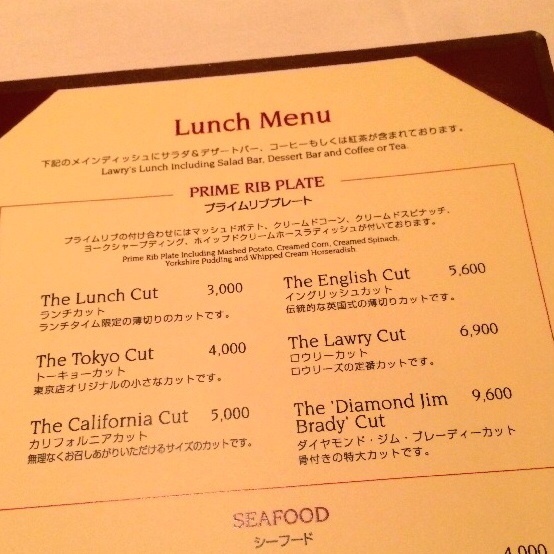 Lunch Menu
下記のメインディッシュにサラダ&デザートバー、コーヒーもしくは紅茶が含まれております。
Lawry's Lunch Including Salad Bar, Dessert Bar and Coffee or Tea.
PRIME RIB PLATE
プライムリブプレート
プライムリブの付け合わせにはマッシュドポテト、クリームドコーン、クリームドスピナッチ、
ヨークシャープディング、ホイップドクリームホースラディッシュが付いております。
Prime Rib Plate Including Mashed Potato, Creamed Corn, Creamed Spinach,
Yorkshire Pudding and Whipped Cream Horseradish.
The Lunch Cut 3,000
ランチカット
ランチタイム限定の薄切りのカットです。
The Tokyo Cut 4,000
トーキョーカット
東京店オリジナルの小さなカットです。
The California Cut 5,000
カリフォルニアカット
無理なくお召しあがりいただけるサイズのカットです。
The English Cut 5,600
イングリッシュカット
伝統的な英国式の薄切りカットです。
The Lawry Cut 6,900
ロウリーカット
ロウリーズの定番カットです。
The 'Diamond Jim 9,600
Brady' Cut
ダイヤモンド・ジム・ブレーディーカット
骨付きの特大カットです。
SEAFOOD
シーフード
4,000